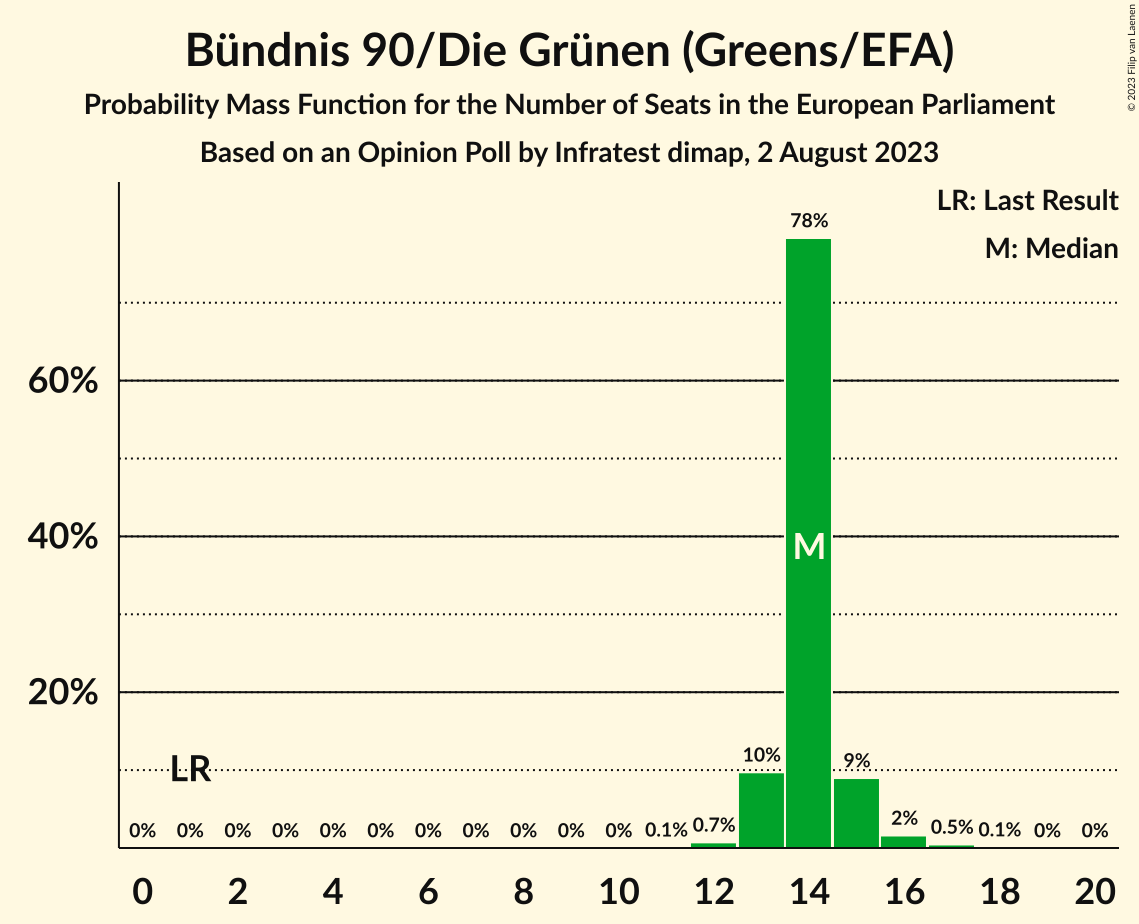 Bündnis 90/Die Grünen (Greens/EFA)
Probability Mass Function for the Number of Seats in the European Parliament
Based on an Opinion Poll by Infratest dimap, 2 August 2023
© 2023 Filip van Laenen
LR: Last Result
M: Median
78%
60%
40%
M
20%
LR
10%
9%
0% 0% 0% 0% 0% 0% 0% 0% 0% 0% 0% 0.1% 0.7% 2% 0.5% 0.1% 0% 0%
0 2 4 6 8 10 12 14 16 18 20